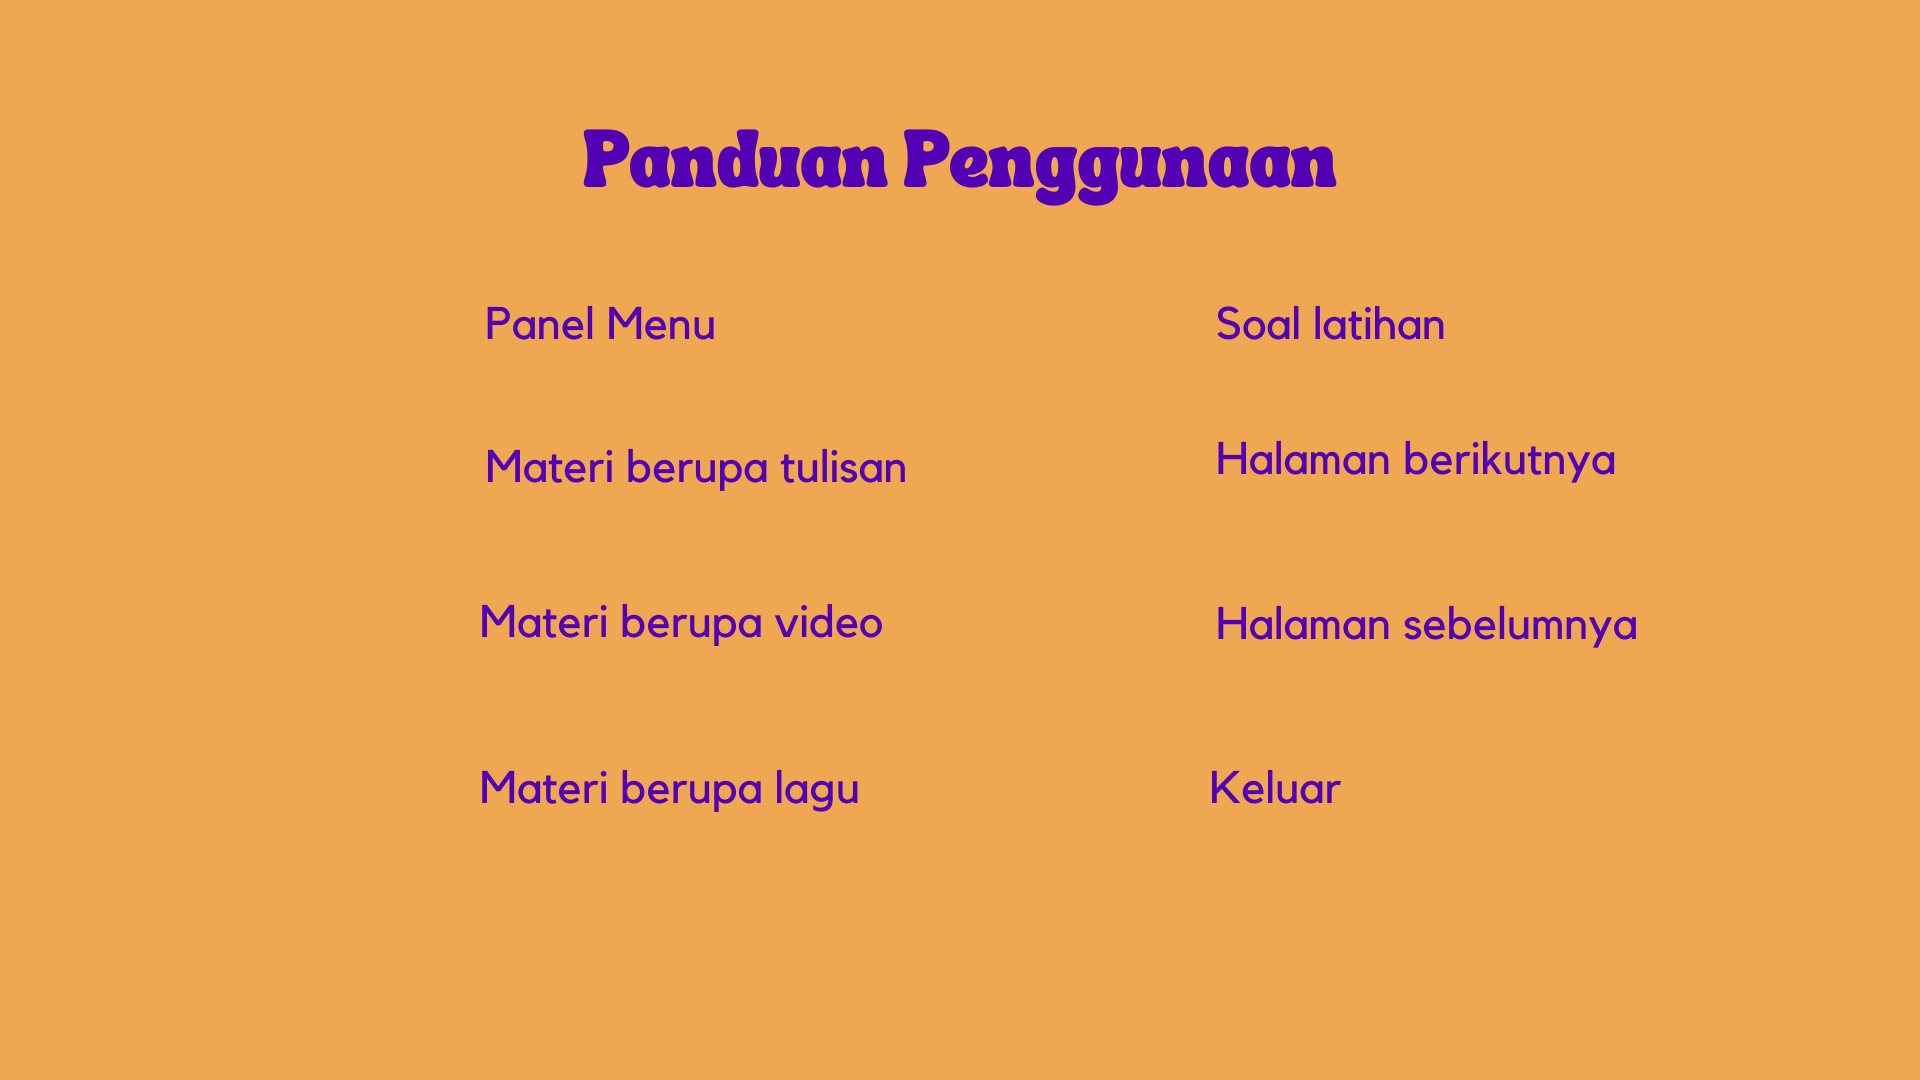 Panduan Penggunaan
Panel Menu
Materi berupa tulisan
Materi berupa video
Materi berupa lagu
Soal latihan
Halaman berikutnya
Halaman sebelumnya
Keluar